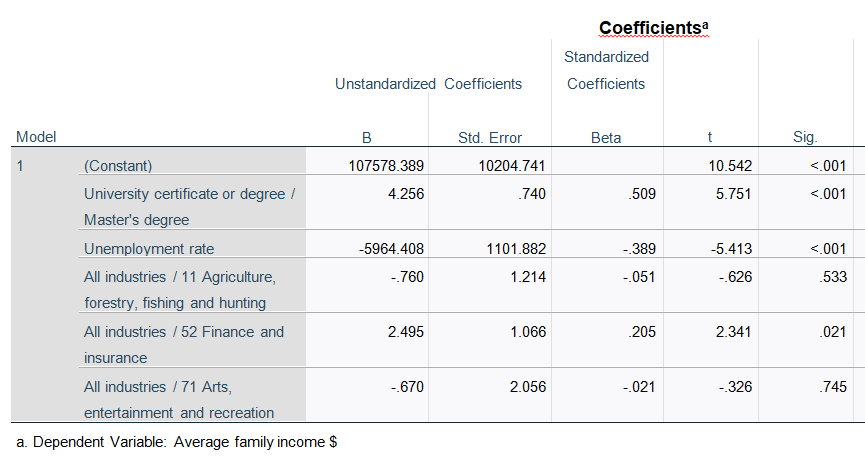 Coefficientsᵃ
Standardized
Unstandardized Coefficients Coefficients
Model B Std. Error Beta t Sig.
1 (Constant) 107578.389 10204.741 10.542 <.001
University certificate or degree / 4.256 .740 .509 5.751 <.001
Master's degree
Unemployment rate -5964.408 1101.882 -.389 -5.413 <.001
All industries / 11 Agriculture, -.760 1.214 -.051 -.626 .533
forestry, fishing and hunting
All industries / 52 Finance and 2.495 1.066 .205 2.341 .021
insurance
All industries / 71 Arts, -.670 2.056 -.021 -.326 .745
entertainment and recreation
a. Dependent Variable: Average family income $